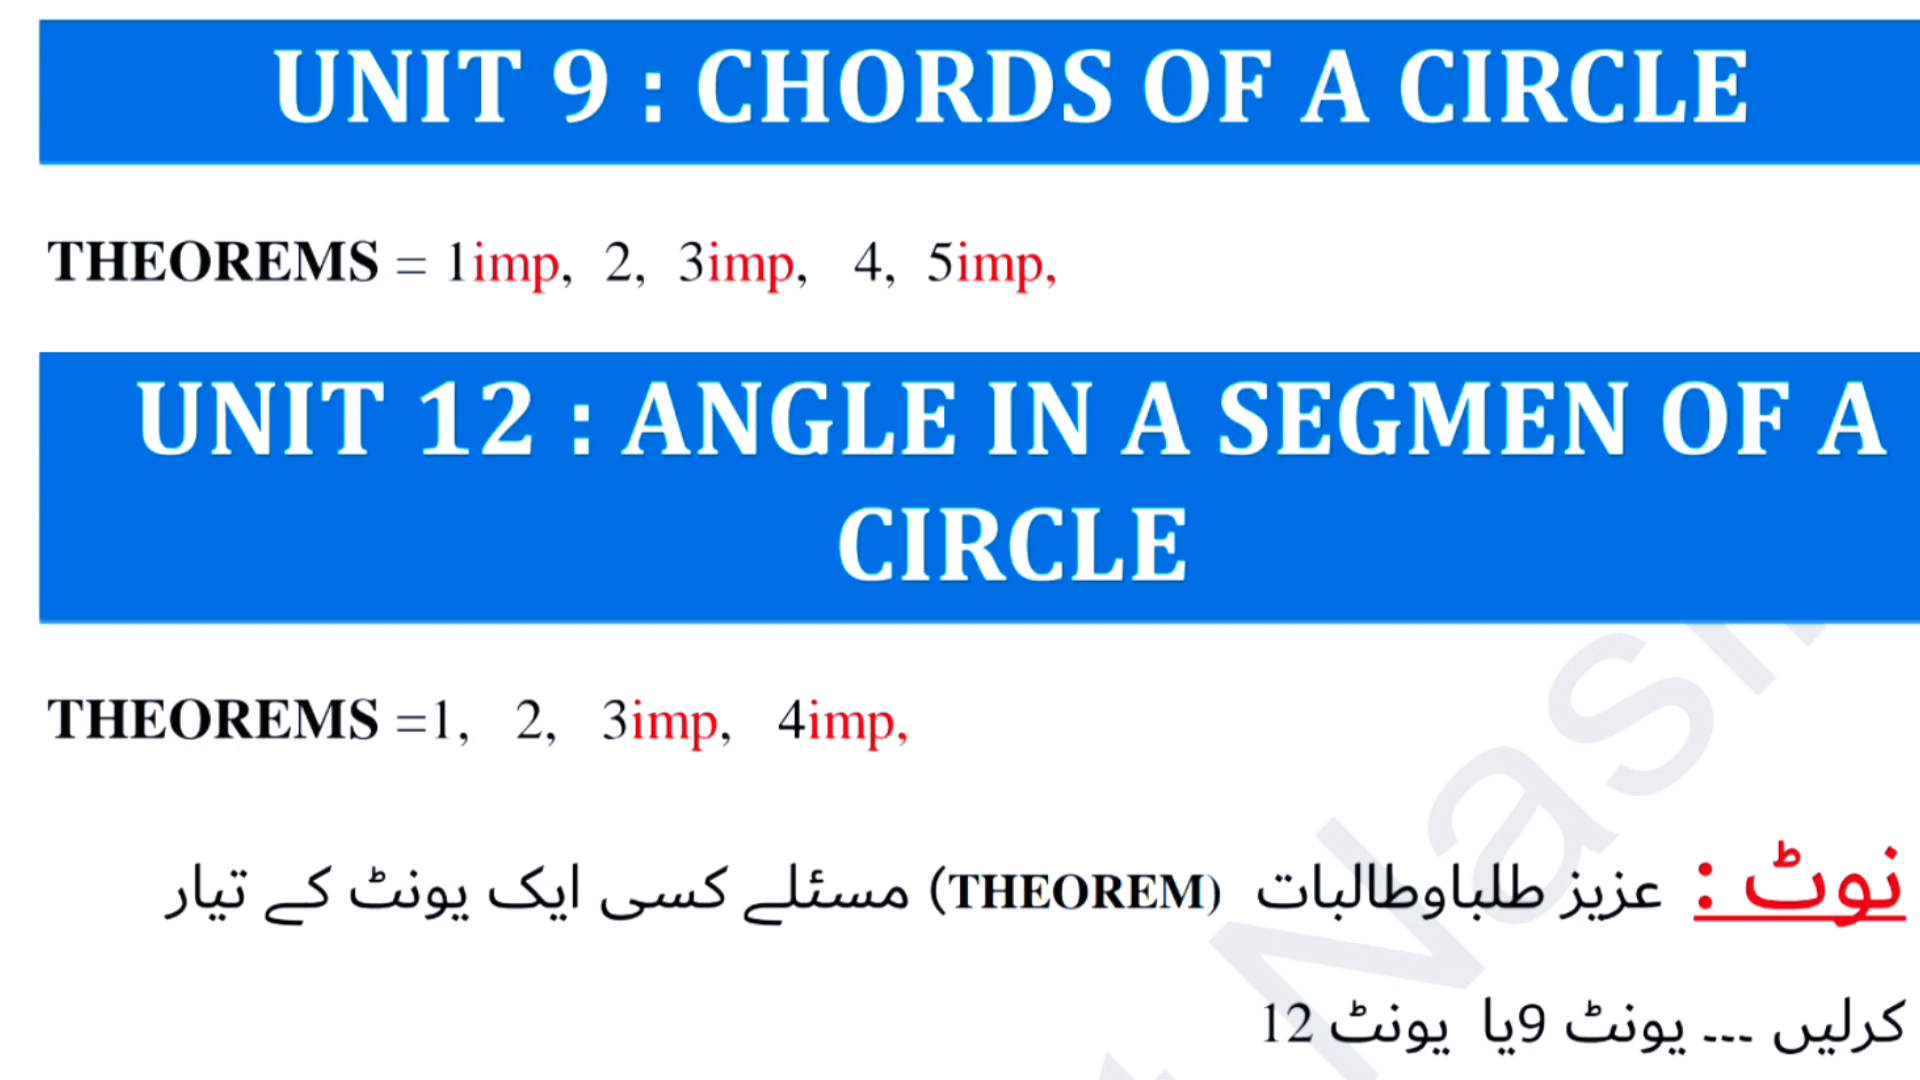 UNIT 9 : CHORDS OF A CIRCLE
THEOREMS = 1imp, 2, 3imp, 4, 5imp,
UNIT 12 : ANGLE IN A SEGMEN OF A
CIRCLE
THEOREMS =1, 2, 3imp, 4imp,
نوٹ : عزیز طلباوطالبات (THEOREM) مسئلے کسی ایک یونٹ کے تیار
کرلیں --- یونٹ 9یا یونٹ 12